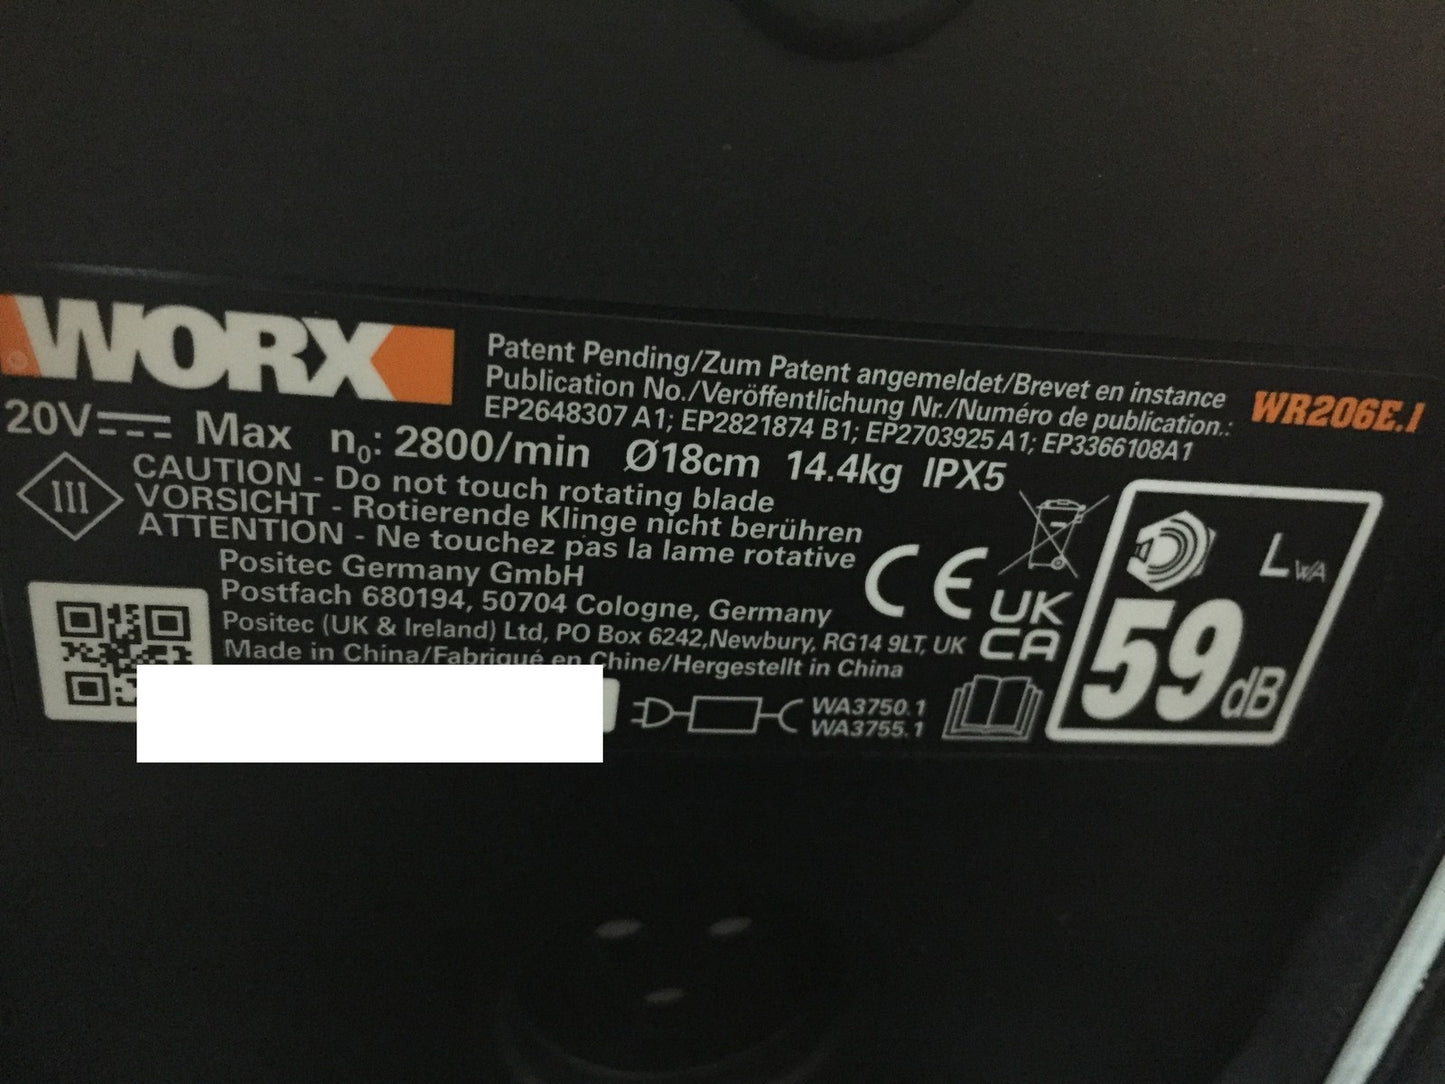 WORX
Patent Pending/Zum Patent angemeldet/Brevet en instance
Publication No./Veröffentlichung Nr./Numéro de publication.:
EP2648307 A1; EP2821874 B1; EP2703925 A1; EP3366108A1
WR206E.1
20V Max n₀: 2800/min Ø18cm 14.4kg IPX5
III
CAUTION - Do not touch rotating blade
VORSICHT - Rotierende Klinge nicht berühren
ATTENTION - Ne touchez pas la lame rotative
Positec Germany GmbH
Postfach 680194, 50704 Cologne, Germany
Positec (UK & Ireland) Ltd, PO Box 6242,Newbury, RG14 9LT, UK
Made in China/Fabriqué en Chine/Hergestellt in China
CE
UK
CA
WA3750.1
WA3755.1
LWA
59dB